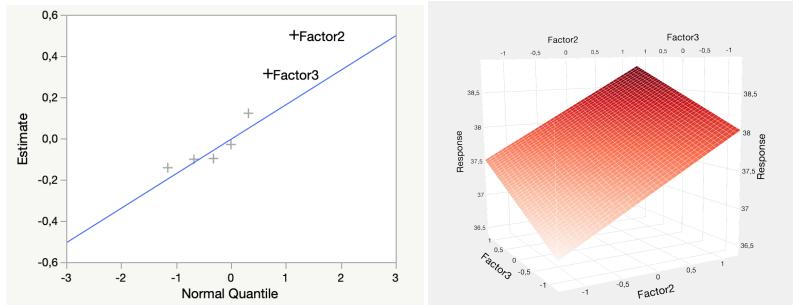 0,6
0,4
0,2
0,0
-0,2
-0,4
-0,6
Estimate
+Factor2
+Factor3
-3 -2 -1 0 1 2 3
Normal Quantile
Factor2 Factor3
-1 -0,5 0 0,5 1 1 0,5 0 -0,5 -1
38,5
38
37,5
37
36,5
Response
38,5
38
37,5
37
36,5
Response
1 0,5 0 -0,5 -1
Factor3
-1 -0,5 0 0,5 1
Factor2